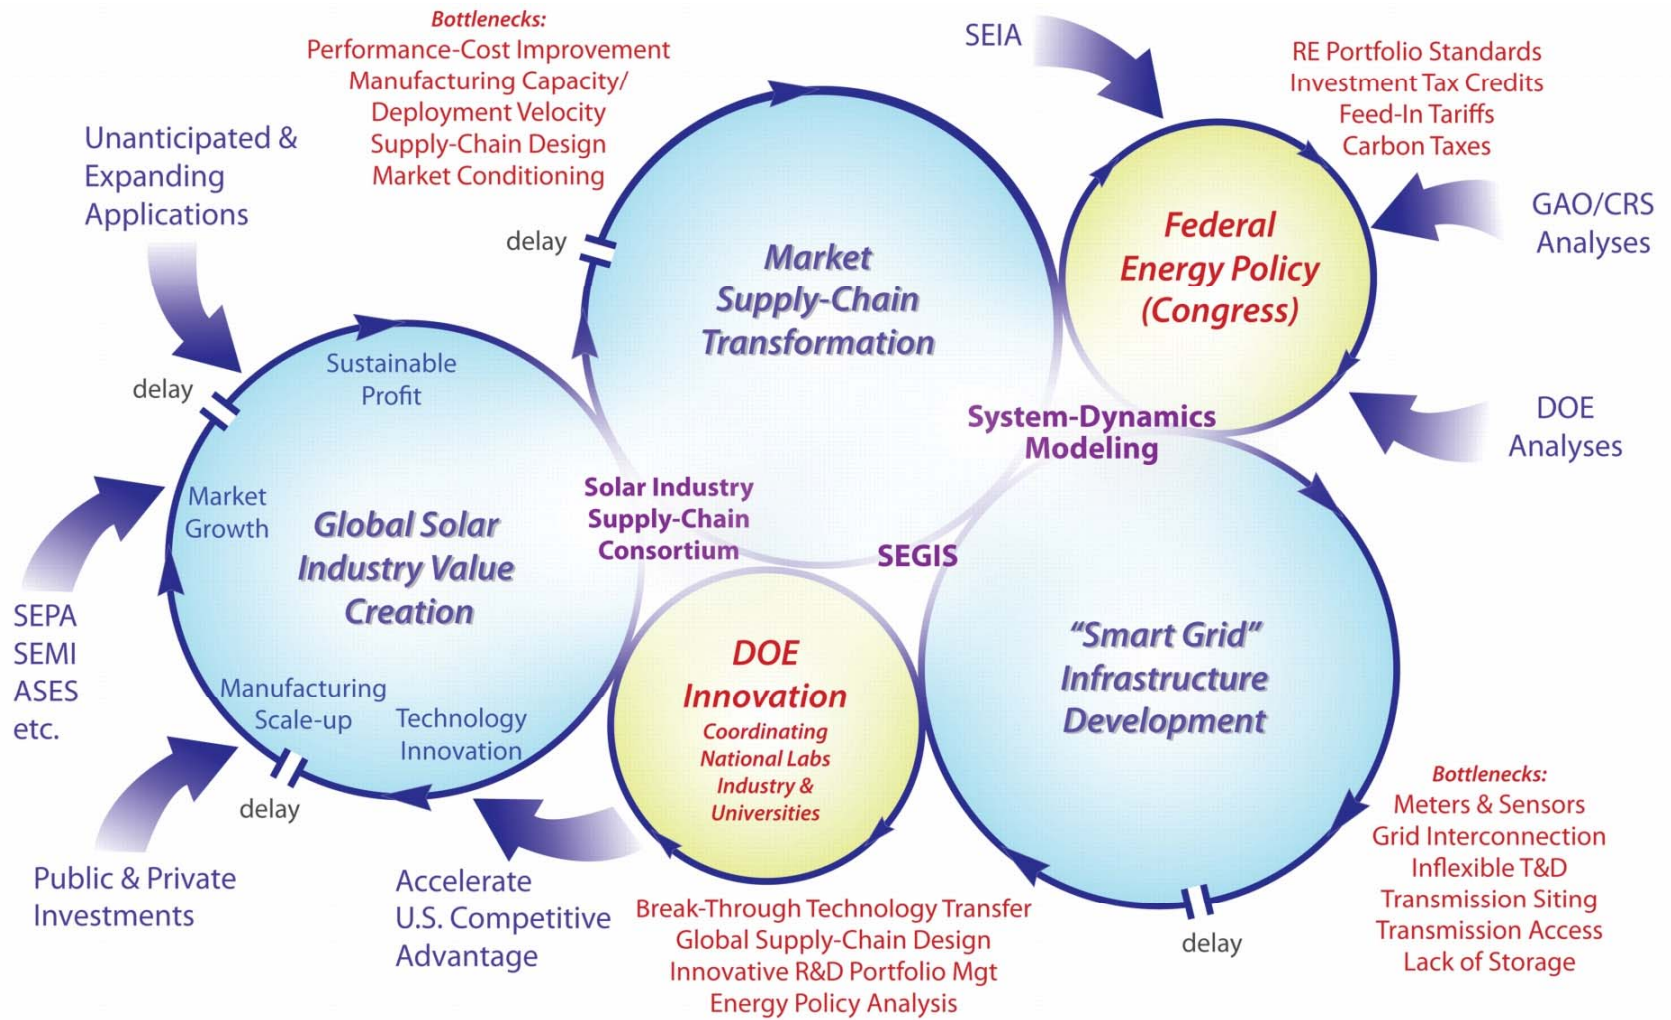 Bottlenecks:
Performance-Cost Improvement
Manufacturing Capacity/
Deployment Velocity
Supply-Chain Design
Market Conditioning
SEIA
RE Portfolio Standards
Investment Tax Credits
Feed-In Tariffs
Carbon Taxes
Unanticipated &
Expanding
Applications
delay
Market
Supply-Chain
Transformation
Federal
Energy Policy
(Congress)
GAO/CRS
Analyses
delay
Sustainable
Profit
System-Dynamics
Modeling
DOE
Analyses
Market
Growth
Global Solar
Industry Value
Creation
Solar Industry
Supply-Chain
Consortium
SEGIS
SEPA
SEMI
ASES
etc.
Manufacturing
Scale-up
Technology
Innovation
delay
DOE
Innovation
Coordinating
National Labs
Industry &
Universities
"Smart Grid"
Infrastructure
Development
Bottlenecks:
Meters & Sensors
Grid Interconnection
Inflexible T&D
Transmission Siting
Transmission Access
Lack of Storage
delay
Public & Private
Investments
Accelerate
U.S. Competitive
Advantage
Break-Through Technology Transfer
Global Supply-Chain Design
Innovative R&D Portfolio Mgt
Energy Policy Analysis